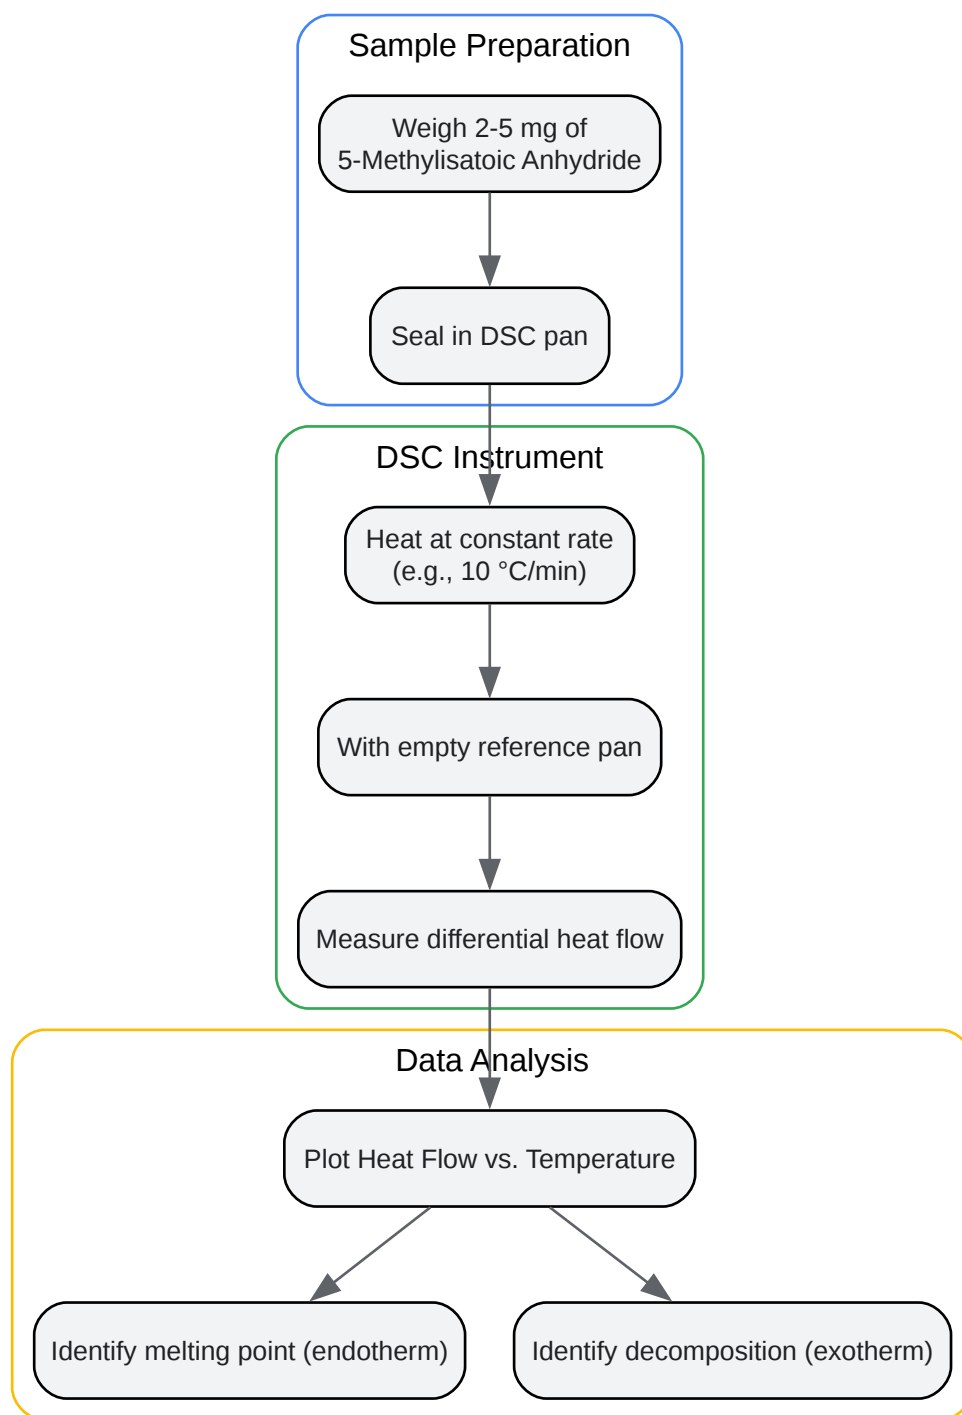 Sample Preparation
Weigh 2-5 mg of
5-Methylisatoic Anhydride
Seal in DSC pan
DSC Instrument
Heat at constant rate
(e.g., 10 °C/min)
With empty reference pan
Measure differential heat flow
Data Analysis
Plot Heat Flow vs. Temperature
Identify melting point (endotherm)
Identify decomposition (exotherm)